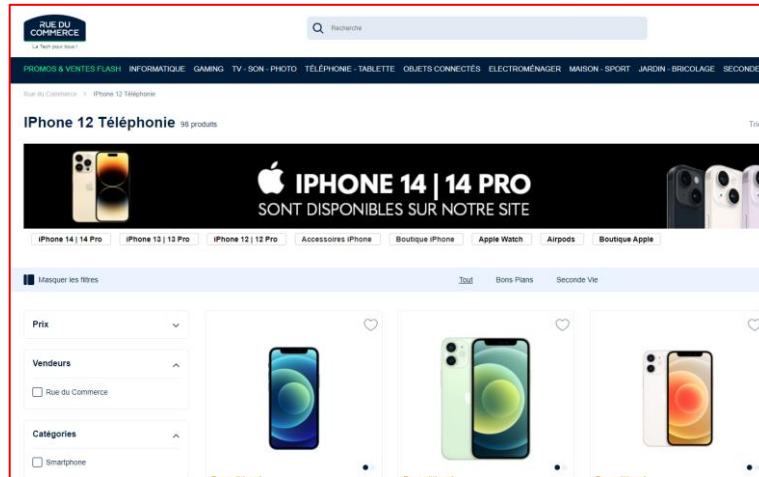 RUE DU
COMMERCE
La Tech pour tous !
Recherche
PROMOS & VENTES FLASH INFORMATIQUE GAMING TV - SON - PHOTO TÉLÉPHONIE - TABLETTE OBJETS CONNECTÉS ELECTROMÉNAGER MAISON - SPORT JARDIN - BRICOLAGE SECONDE
Rue du Commerce > IPhone 12 Téléphonie
IPhone 12 Téléphonie 98 produits
IPHONE 14 | 14 PRO
SONT DISPONIBLES SUR NOTRE SITE
iPhone 14 | 14 Pro iPhone 13 | 13 Pro iPhone 12 | 12 Pro Accessoires iPhone Boutique iPhone Apple Watch Airpods Boutique Apple
Masquer les filtres Tout Bons Plans Seconde Vie
Prix
Vendeurs
Rue du Commerce
Catégories
Smartphone